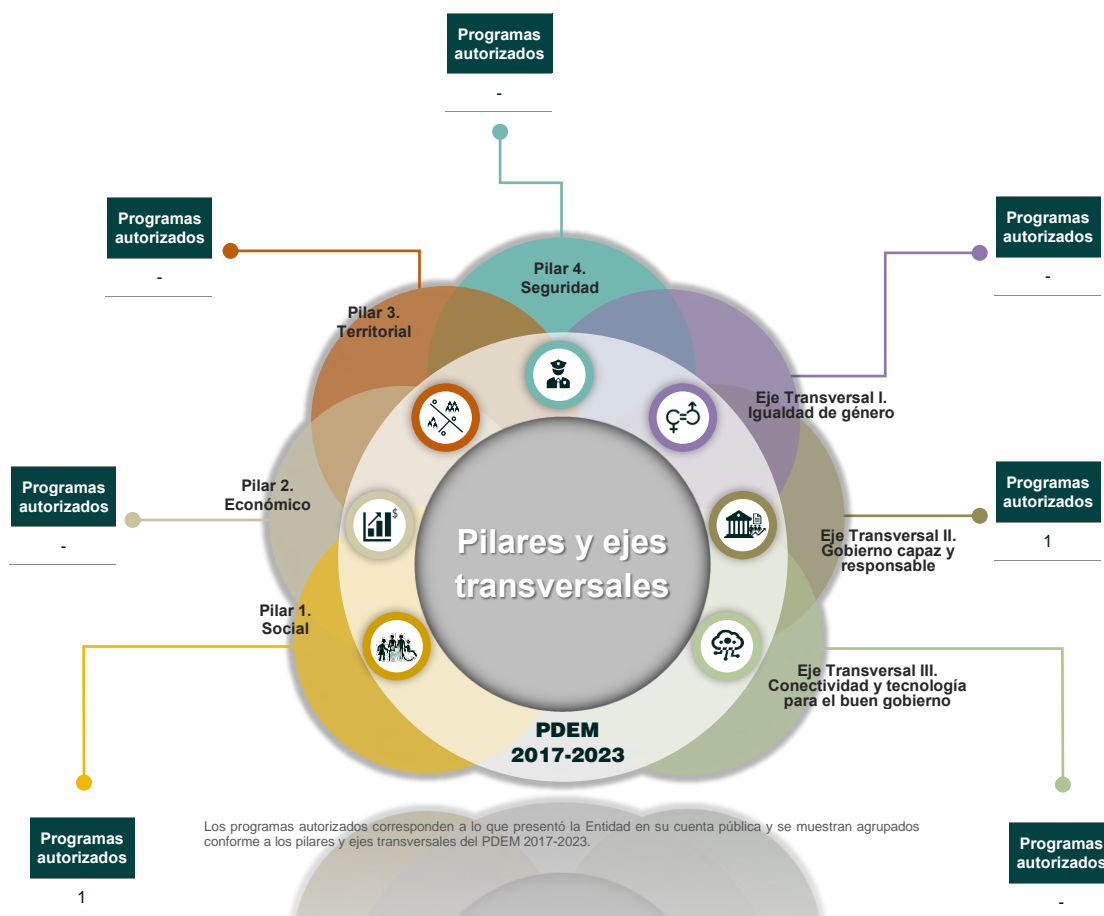 Programas
autorizados
-
Programas
autorizados
-
Programas
autorizados
-
Pilar 4.
Seguridad
Pilar 3.
Territorial
Eje Transversal I.
Igualdad de género
Programas
autorizados
-
Pilar 2.
Económico
$
Programas
autorizados
1
Pilares y ejes
transversales
Eje Transversal II.
Gobierno capaz y
responsable
Pilar 1.
Social
Eje Transversal III.
Conectividad y tecnología
para el buen gobierno
PDEM
2017-2023
Programas
autorizados
1
Los programas autorizados corresponden a lo que presentó la Entidad en su cuenta pública y se muestran agrupados
conforme a los pilares y ejes transversales del PDEM 2017-2023.
Programas
autorizados
-